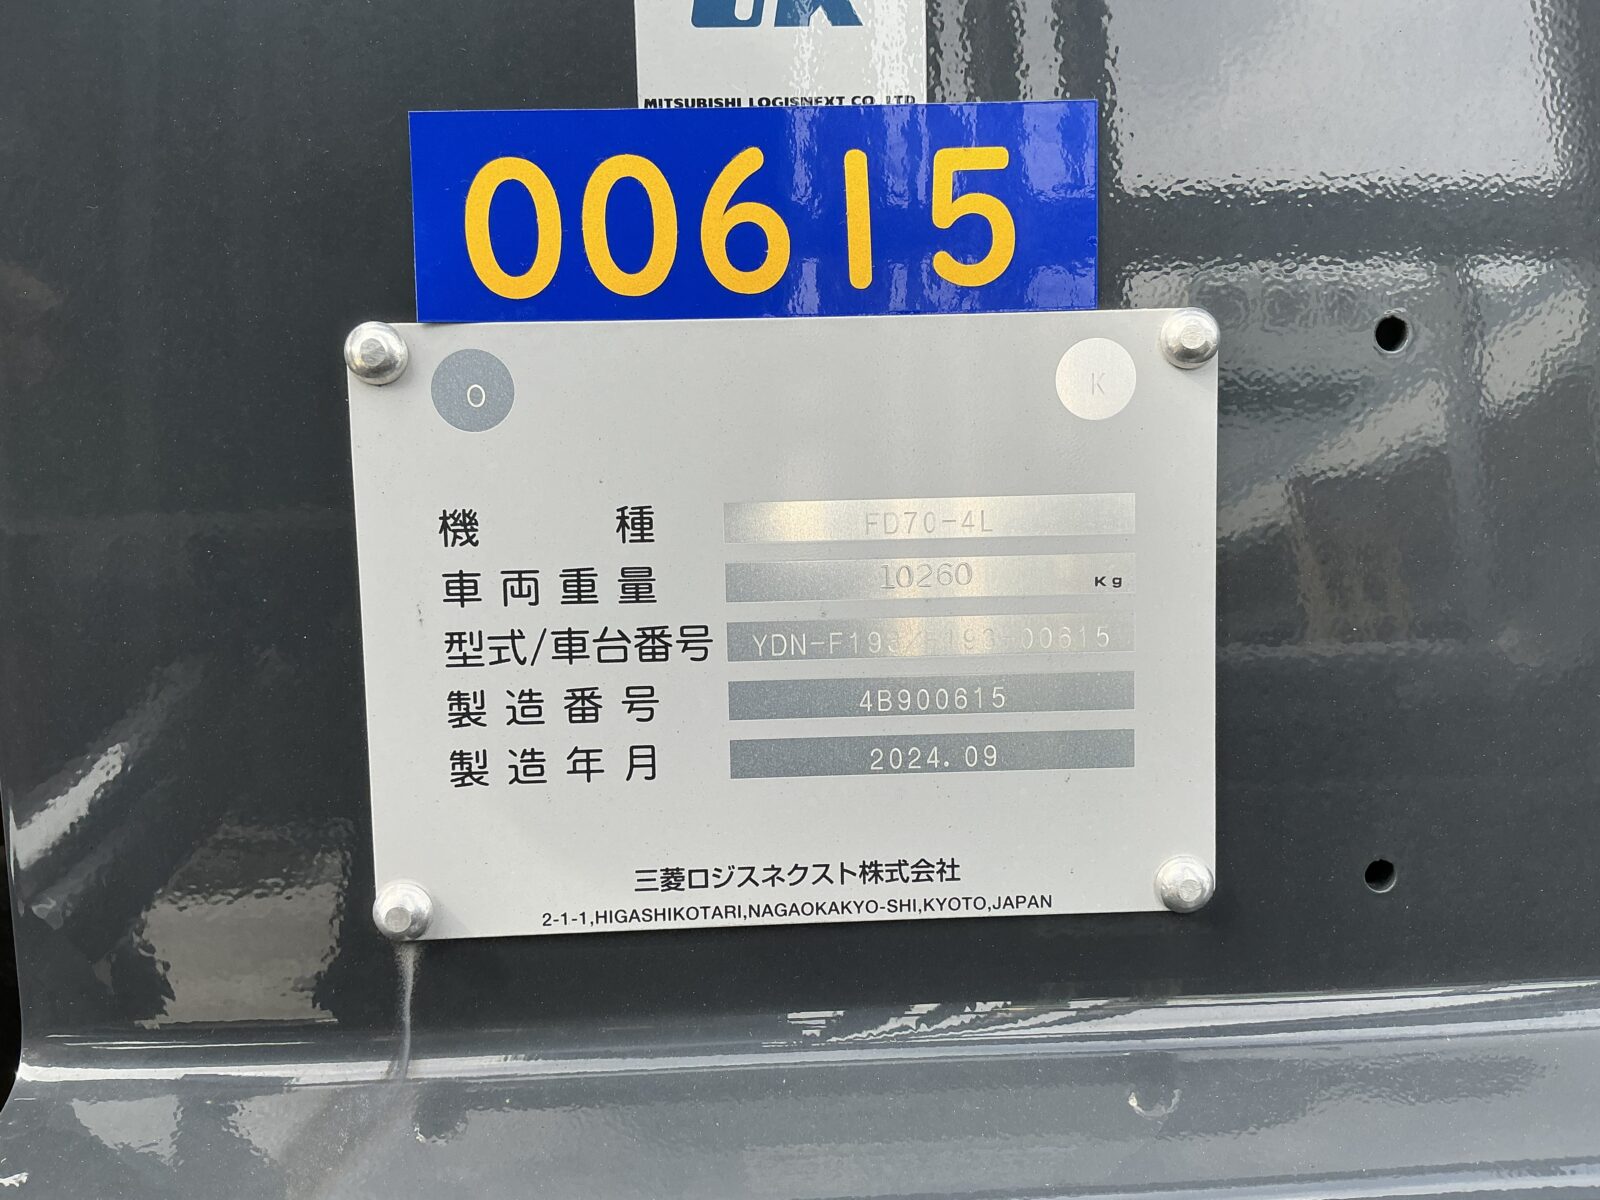 MITSUBISHI LOGISNEXT CO.,LTD.
00615
O
K
機種 FD70-4L
車両重量 10260 Kg
型式/車台番号 YDN-F193/
製造番号 4B900615
製造年月 2024.09
三菱ロジスネクスト株式会社
2-1-1,HIGASHIKOTARI,NAGAOKAKYO-SHI,KYOTO,JAPAN